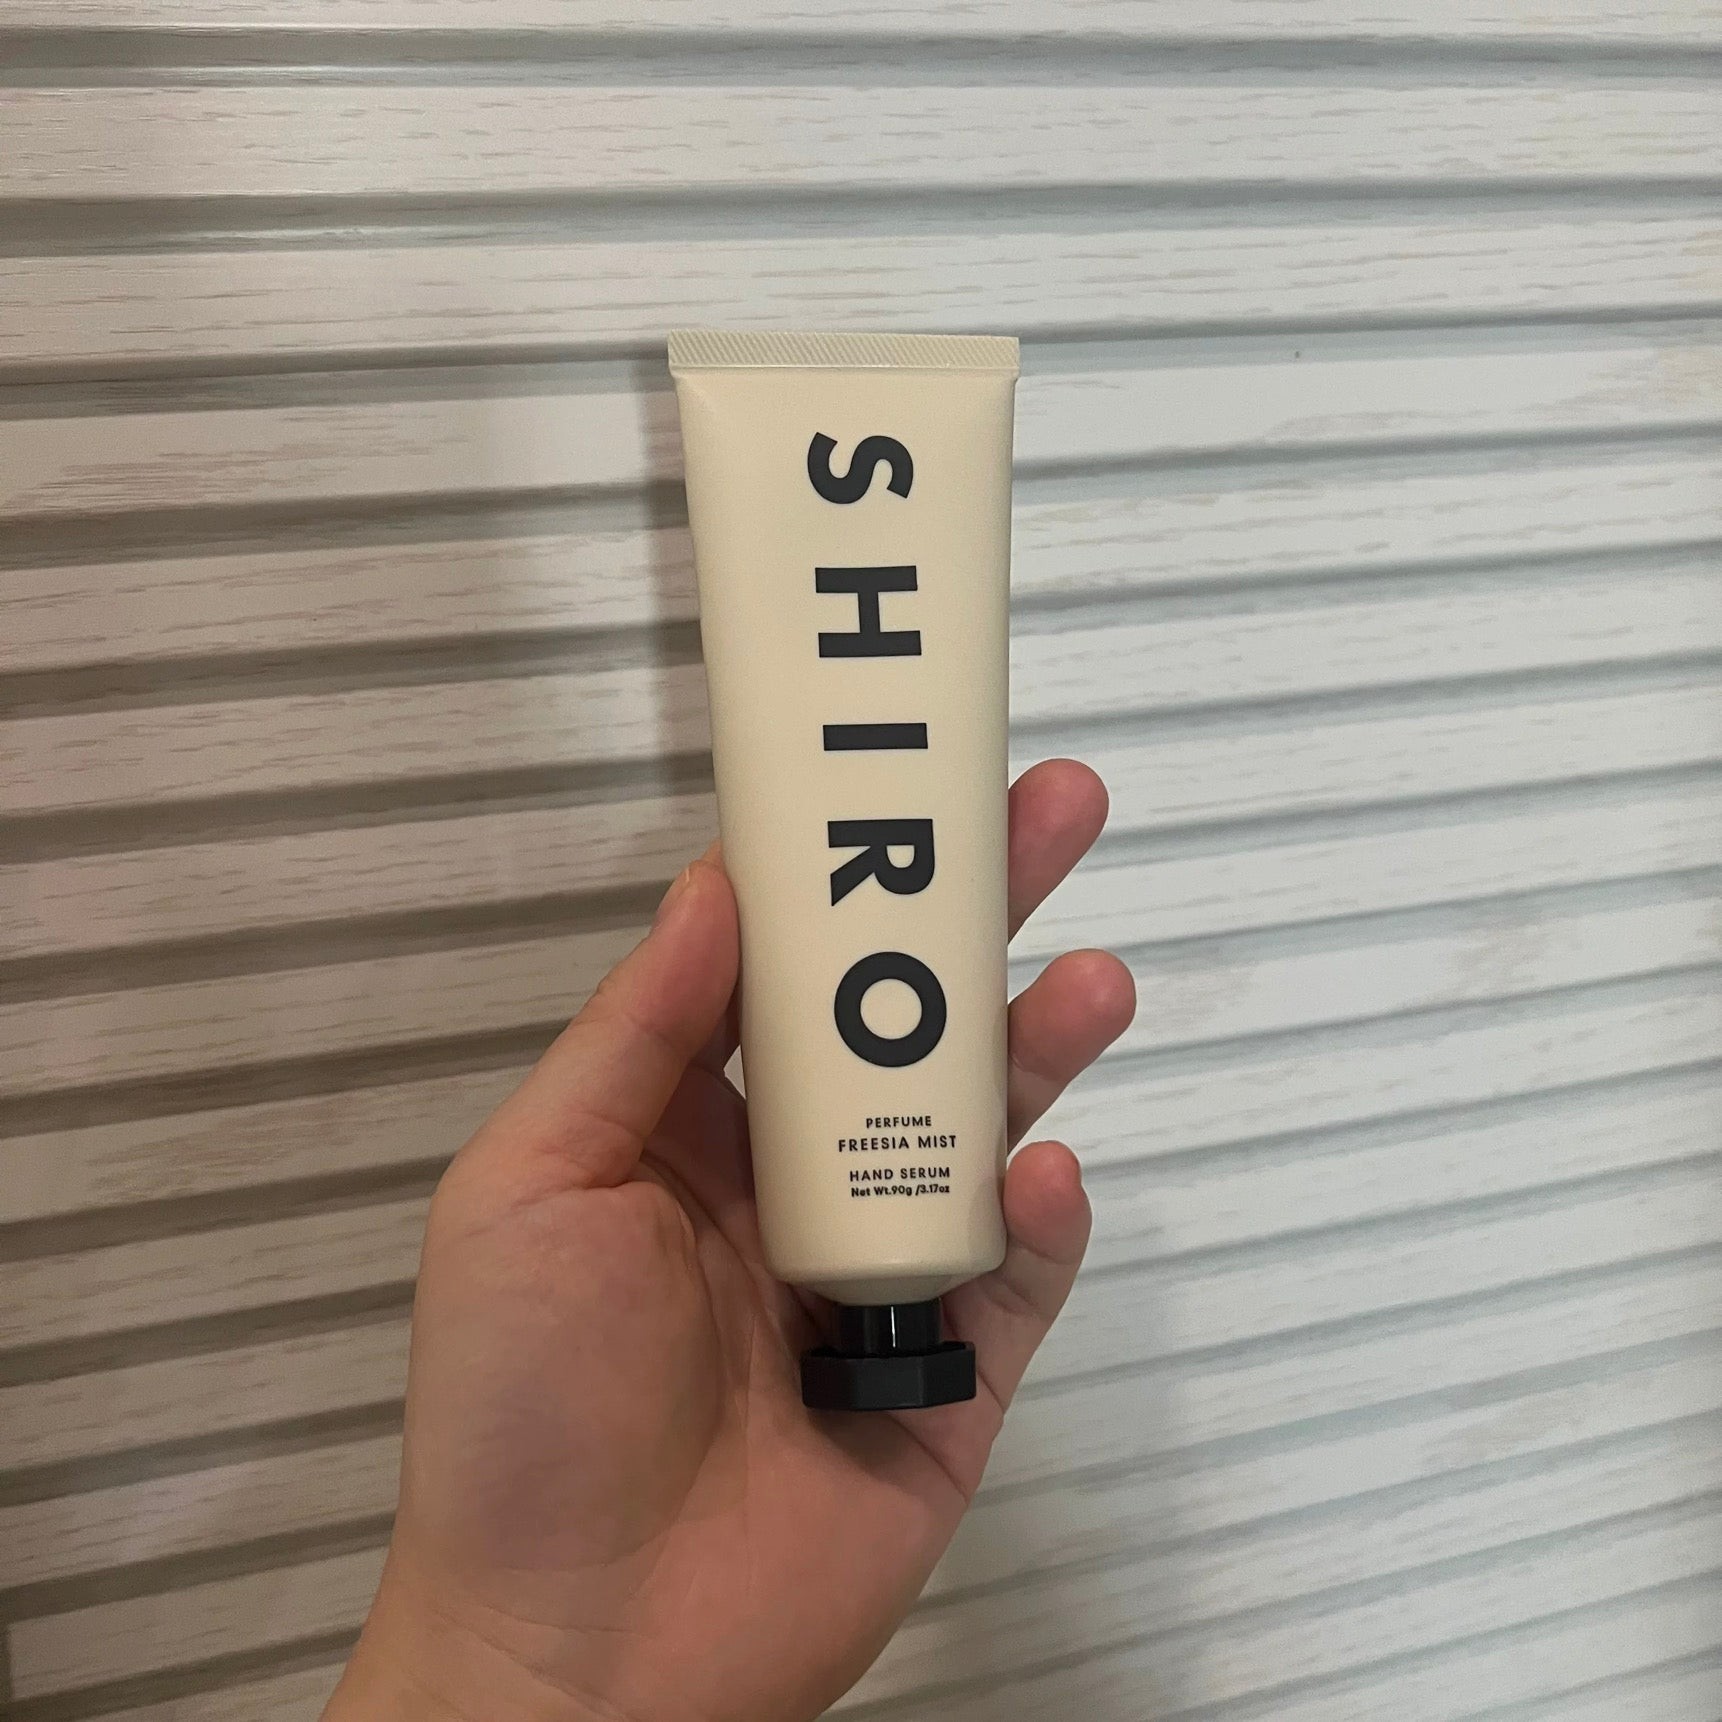 SHIRO
PERFUME
FREESIA MIST
HAND SERUM
Net Wt.90g /3.17oz